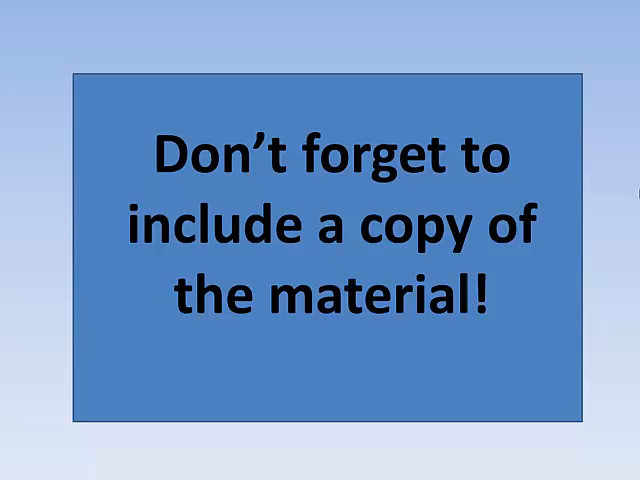 Don’t forget to
include a copy of
the material!